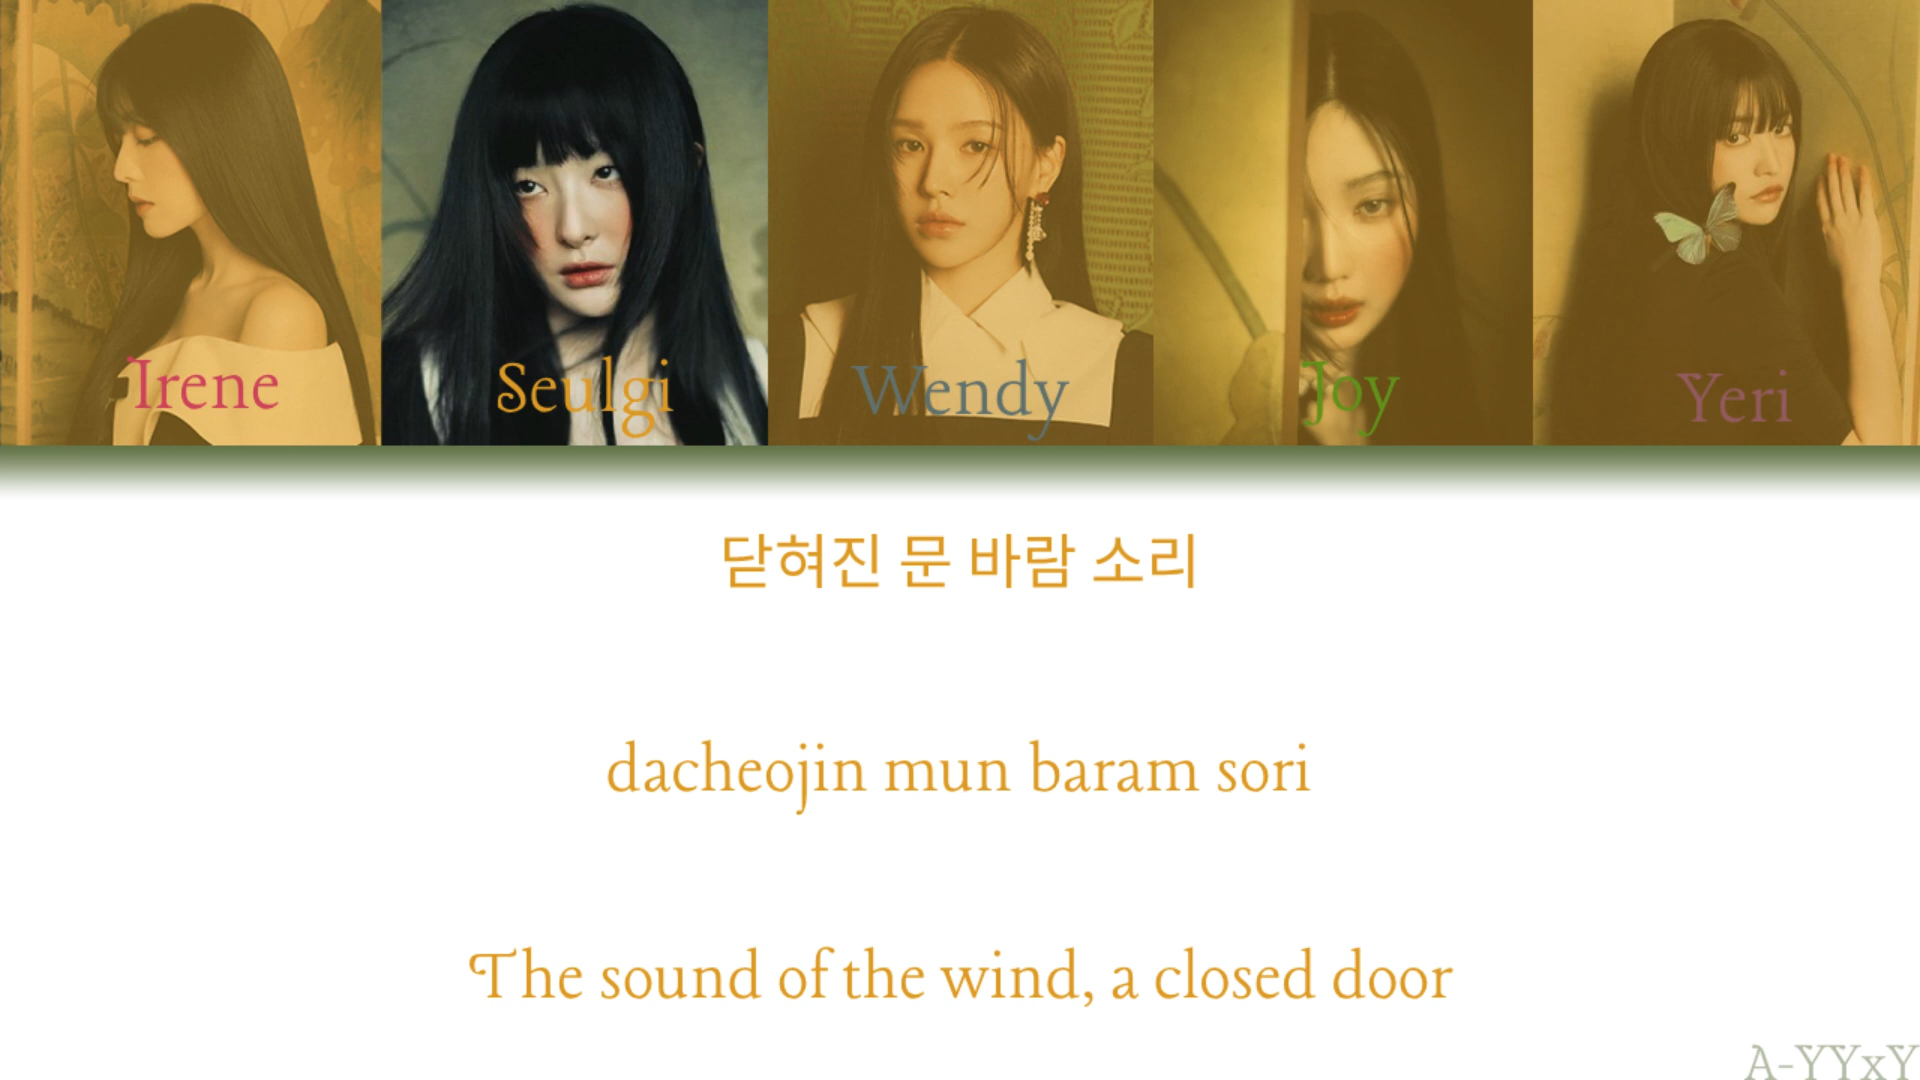 Irene
Seulgi
Wendy
Joy
Yeri
닫혀진 문 바람 소리
dacheojin mun baram sori
The sound of the wind, a closed door
A-YYxY